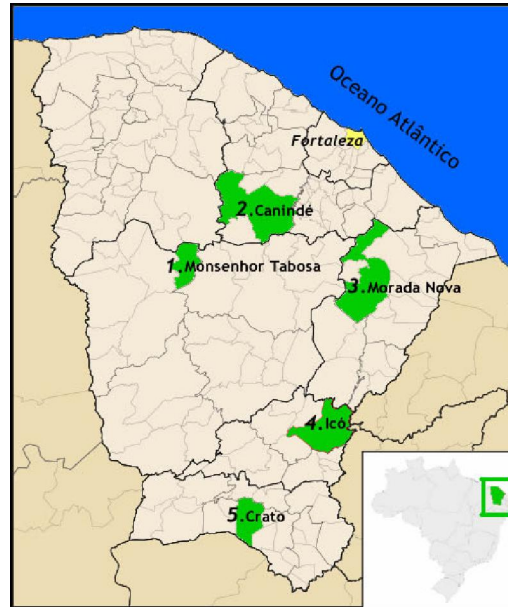 Oceano Atlântico
Fortaleza
2.Canindé
1.Monsenhor Tabosa
3.Morada Nova
4.Icó
5.Crato